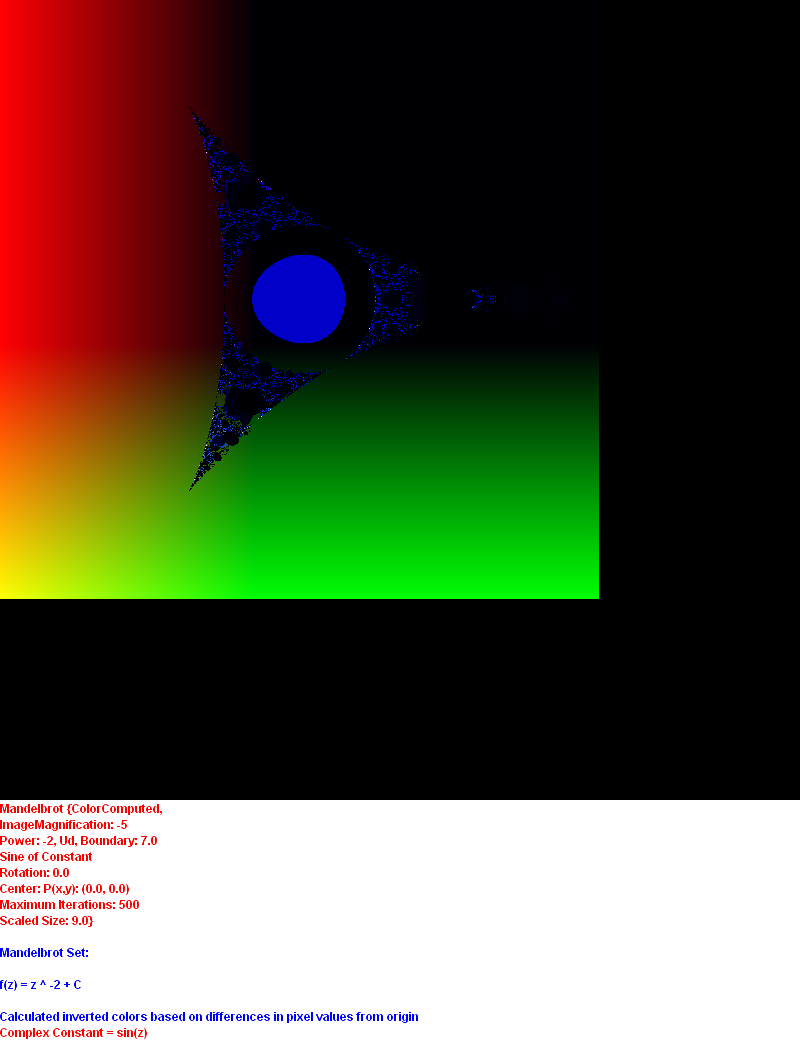 Mandelbrot {ColorComputed,
ImageMagnification: -5
Power: -2, Ud, Boundary: 7.0
Sine of Constant
Rotation: 0.0
Center: P(x,y): (0.0, 0.0)
Maximum Iterations: 500
Scaled Size: 9.0}
Mandelbrot Set:
f(z) = z ^ -2 + C
Calculated inverted colors based on differences in pixel values from origin
Complex Constant = sin(z)